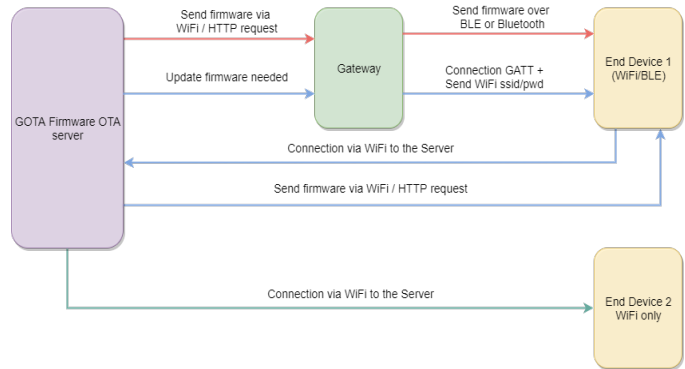 Send firmware via
WiFi / HTTP request
Send firmware over
BLE or Bluetooth
Gateway
End Device 1
(WiFi/BLE)
Update firmware needed
Connection GATT +
Send WiFi ssid/pwd
GOTA Firmware OTA
server
Connection via WiFi to the Server
Send firmware via WiFi / HTTP request
Connection via WiFi to the Server
End Device 2
WiFi only